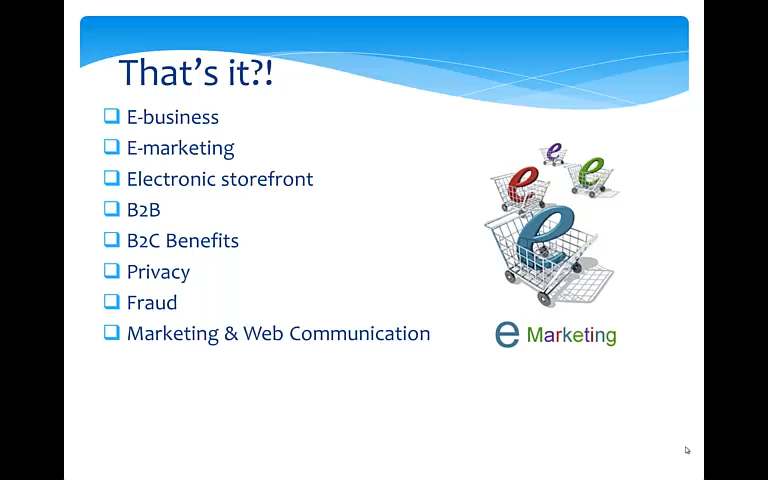 That's it?!
E-business
E-marketing
Electronic storefront
B2B
B2C Benefits
Privacy
Fraud
Marketing & Web Communication
e
e
e
e
e Marketing